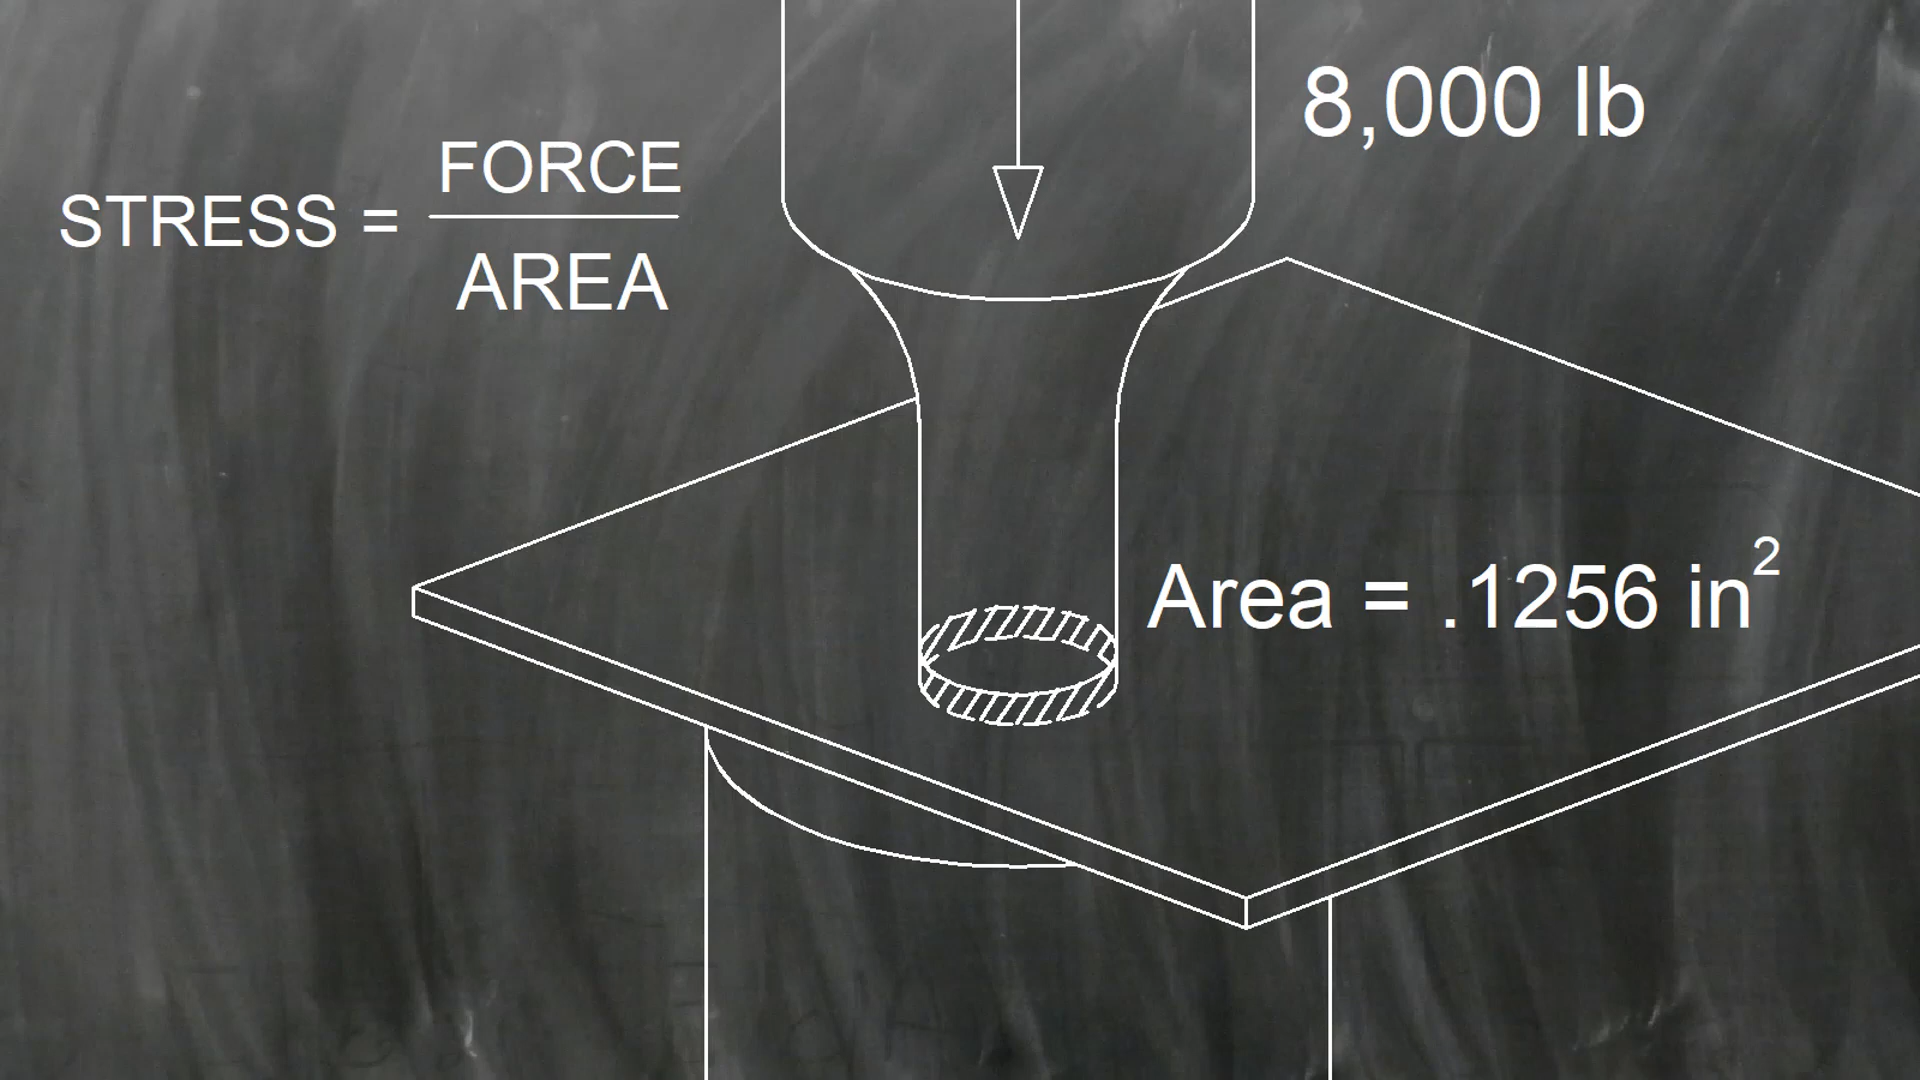 STRESS = FORCE
AREA
8,000 lb
Area = .1256 in²